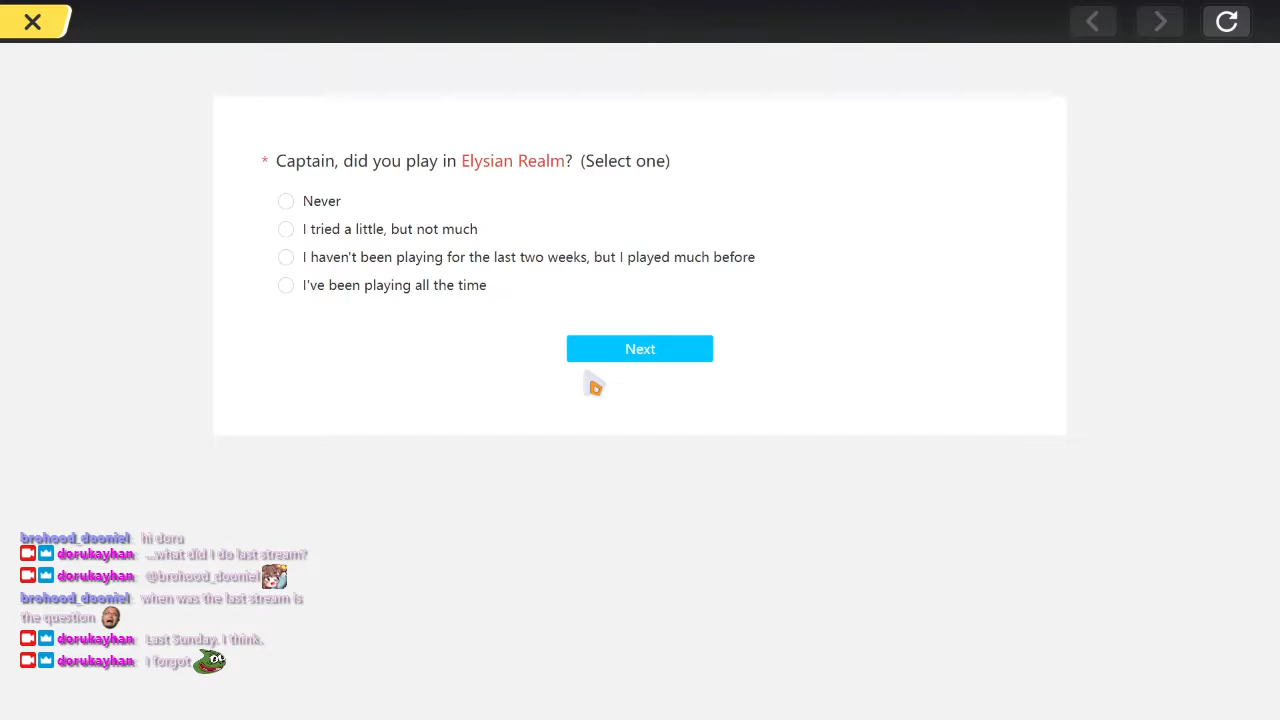 * Captain, did you play in Elysian Realm? (Select one)
Never
I tried a little, but not much
I haven't been playing for the last two weeks, but I played much before
I've been playing all the time
Next
brohood_dooniel: hi doru
dorukayhan: ...what did I do last stream?
dorukayhan: @brohood_dooniel
brohood_dooniel: when was the last stream is
the question
dorukayhan: Last Sunday. I think.
dorukayhan: I forgot